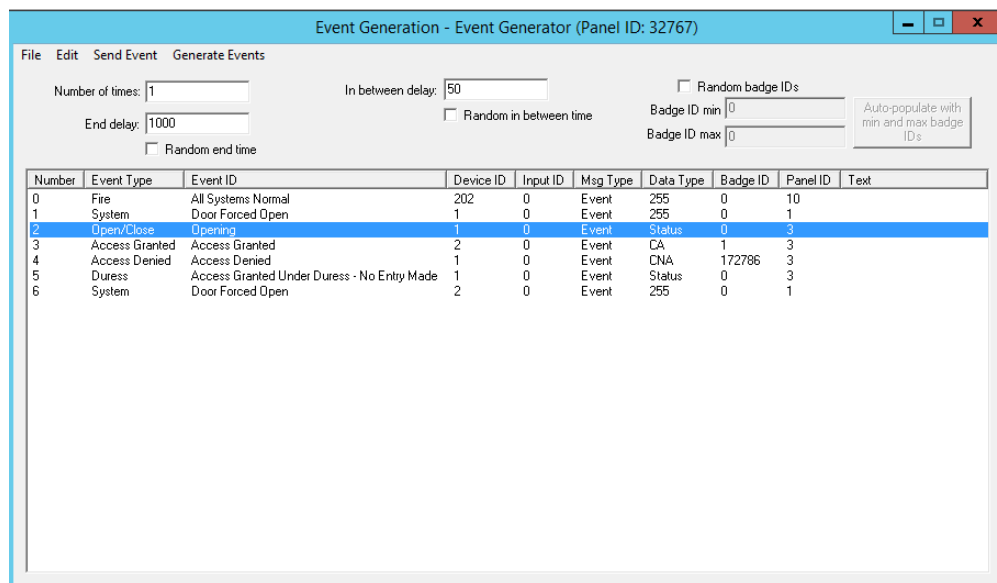 Event Generation - Event Generator (Panel ID: 32767)
File Edit Send Event Generate Events
Number of times: 1
In between delay: 50
Random badge IDs
End delay: 1000
Random in between time
Badge ID min 0
Badge ID max 0
Auto-populate with
min and max badge
IDs
Random end time
Number Event Type Event ID Device ID Input ID Msg Type Data Type Badge ID Panel ID Text
0 Fire All Systems Normal 202 0 Event 255 0 10
1 System Door Forced Open 1 0 Event 255 0 1
2 Open/Close Opening 1 0 Event Status 0 3
3 Access Granted Access Granted 2 0 Event CA 1 3
4 Access Denied Access Denied 1 0 Event CNA 172786 3
5 Duress Access Granted Under Duress - No Entry Made 1 0 Event Status 0 3
6 System Door Forced Open 2 0 Event 255 0 1